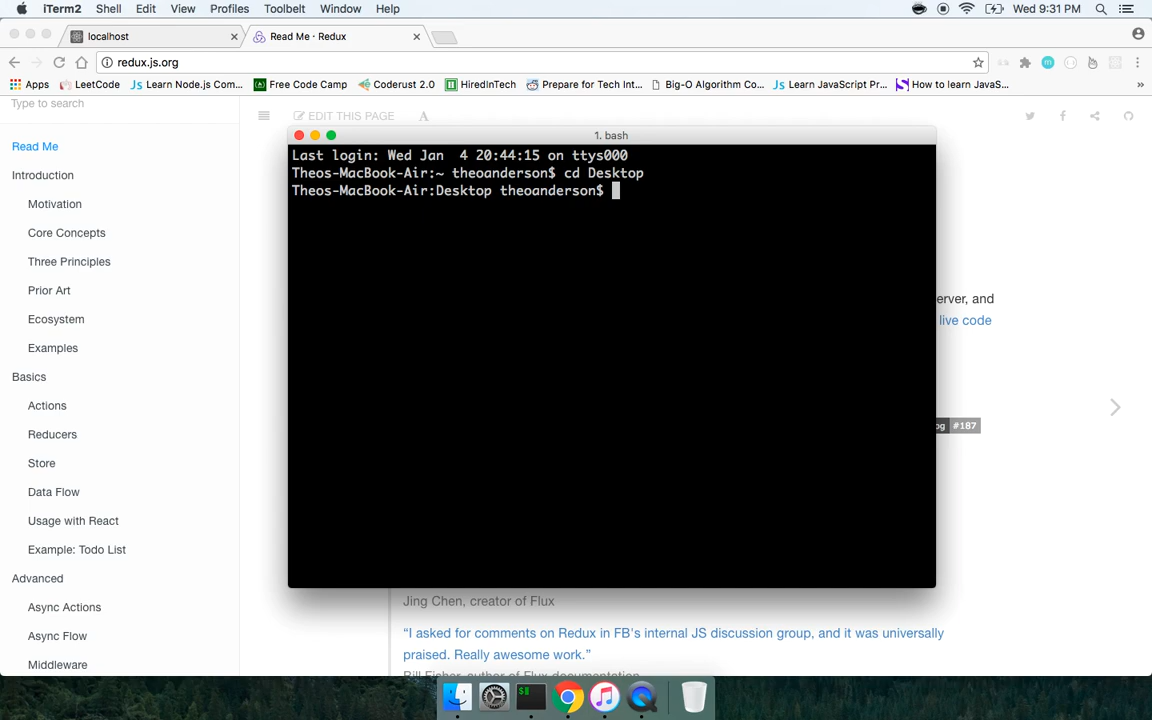 iTerm2 Shell Edit View Profiles Toolbelt Window Help Wed 9:31 PM
localhost Read Me · Redux
redux.js.org
Apps LeetCode Learn Node.js Com... Free Code Camp Coderust 2.0 HiredInTech Prepare for Tech Int... Big-O Algorithm Co... Learn JavaScript Pr... How to learn JavaS... »
Type to search
EDIT THIS PAGE A
Read Me
Introduction
Motivation
Core Concepts
Three Principles
Prior Art
Ecosystem
Examples
Basics
Actions
Reducers
Store
Data Flow
Usage with React
Example: Todo List
Advanced
Async Actions
Async Flow
Middleware
1. bash
Last login: Wed Jan  4 20:44:15 on ttys000
Theos-MacBook-Air:~ theoanderson$ cd Desktop
Theos-MacBook-Air:Desktop theoanderson$
erver, and
live code
og #187
Jing Chen, creator of Flux
“I asked for comments on Redux in FB's internal JS discussion group, and it was universally
praised. Really awesome work.”
Bill Fisher, author of Flux documentation